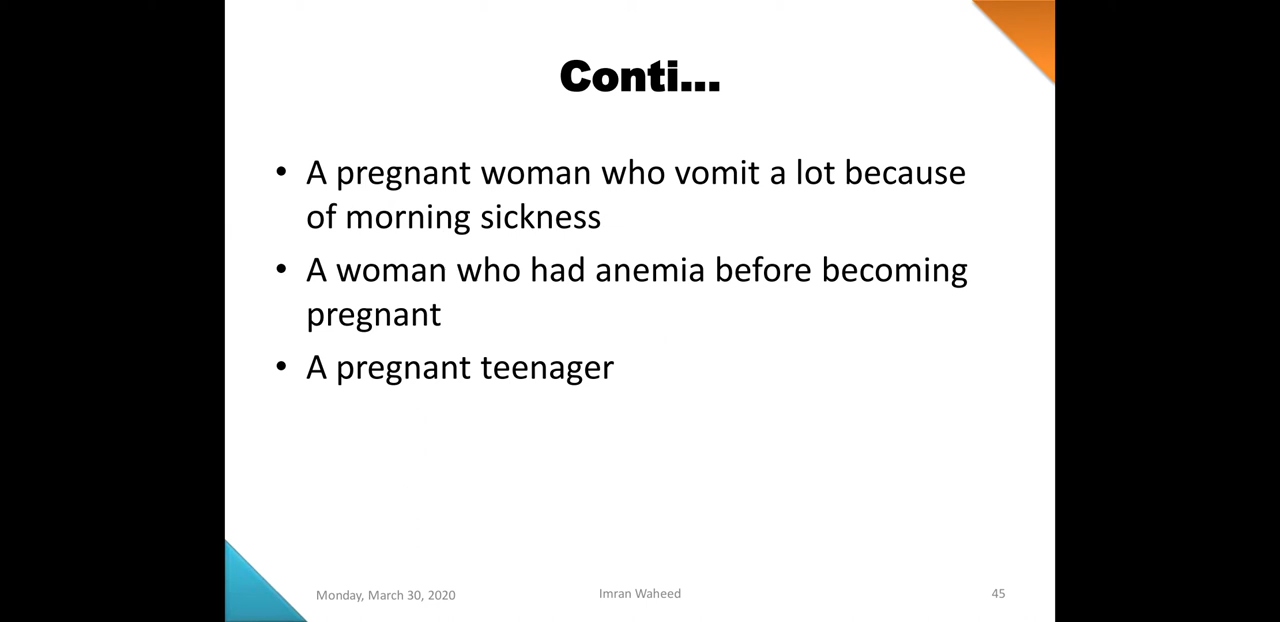 Conti...
• A pregnant woman who vomit a lot because
of morning sickness
• A woman who had anemia before becoming
pregnant
• A pregnant teenager
Monday, March 30, 2020 Imran Waheed 45